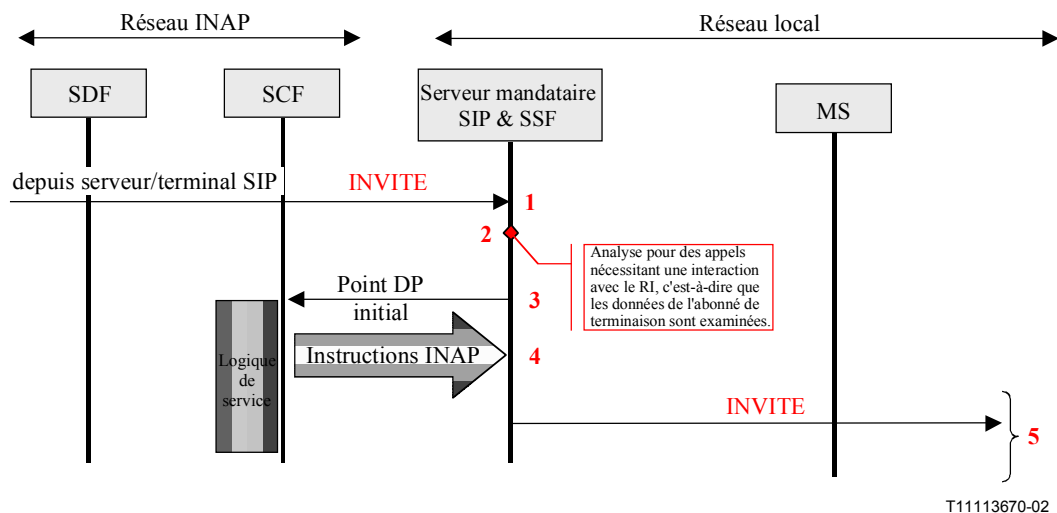 Réseau INAP
Réseau local
SDF
SCF
Serveur mandataire
SIP & SSF
MS
depuis serveur/terminal SIP
INVITE
1
2
Analyse pour des appels
nécessitant une interaction
avec le RI, c'est-à-dire que
les données de l'abonné de
terminaison sont examinées.
Point DP
initial
3
Logique
de
service
Instructions INAP
4
INVITE
5
T11113670-02